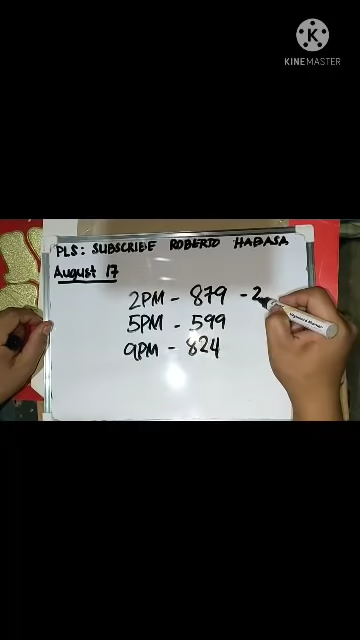 KINEMASTER
PLS: SUBSCRIBE ROBERTO HABASA
August 17
2PM - 879 - 2
5PM - 599
9PM - 824